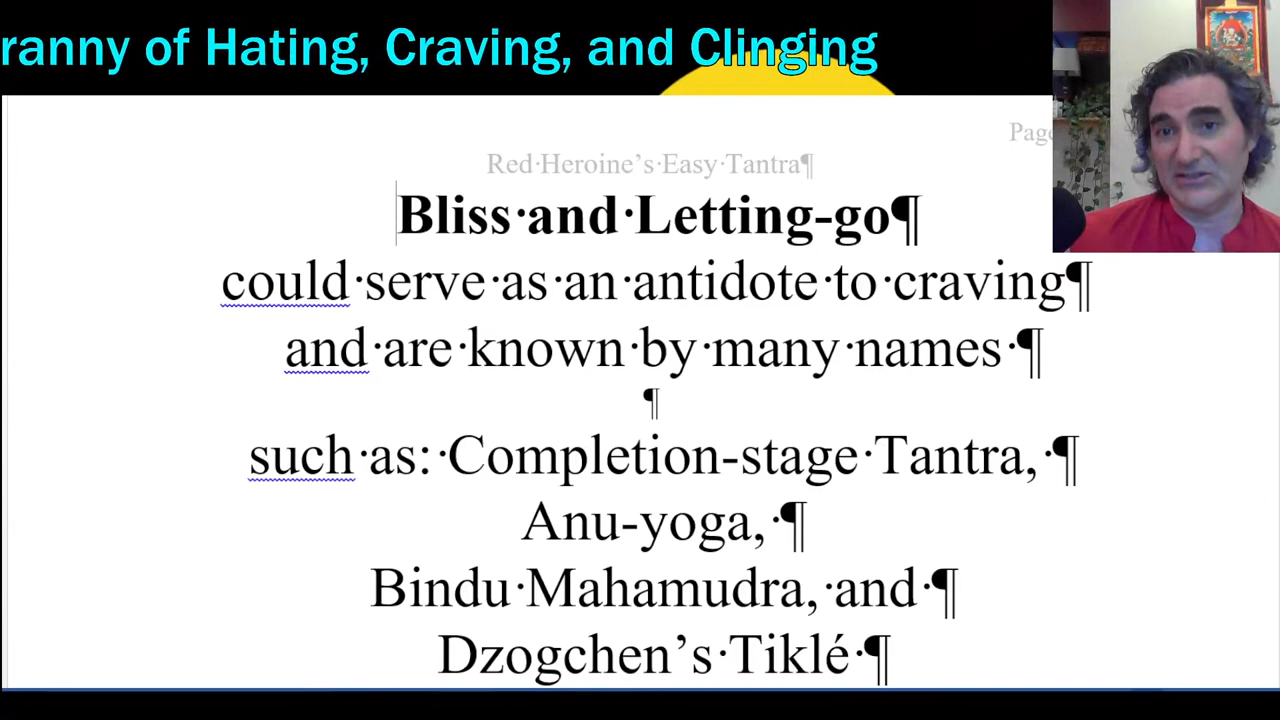 ranny of Hating, Craving, and Clinging
Page
Red·Heroine's·Easy·Tantra¶
Bliss·and·Letting-go¶
could·serve·as·an·antidote·to·craving¶
and·are·known·by·many·names·¶
¶
such·as:·Completion-stage·Tantra,·¶
Anu-yoga,·¶
Bindu·Mahamudra,·and·¶
Dzogchen’s·Tiklé·¶